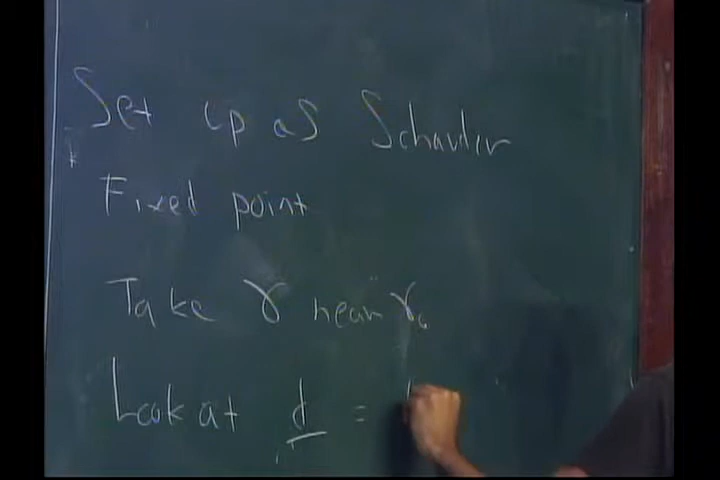 Set up as Schauder
Fixed point
Take γ near γ₀
Look at d =